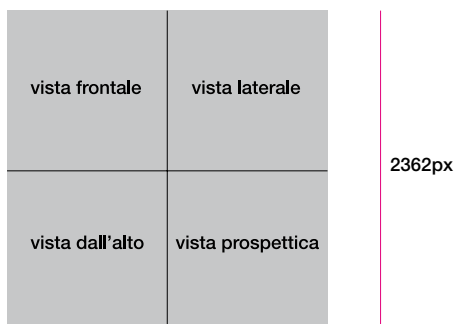 vista frontale
vista laterale
2362px
vista dall'alto
vista prospettica